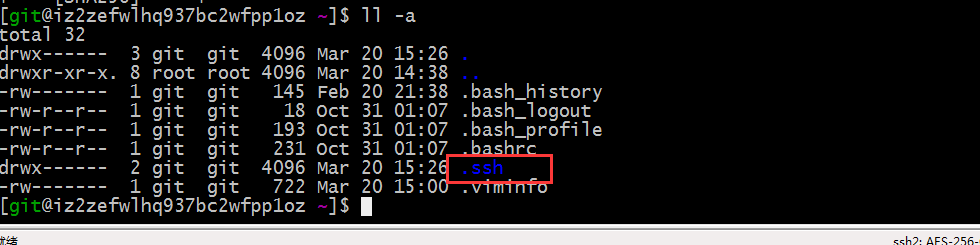 [git@iz2zefwlhq937bc2wfpp1oz ~]$ ll -a
total 32
drwx------  3 git  git  4096 Mar 20 15:26 .
drwxr-xr-x. 8 root root 4096 Mar 20 14:38 ..
-rw-------  1 git  git   145 Feb 20 21:38 .bash_history
-rw-r--r--  1 git  git    18 Oct 31 01:07 .bash_logout
-rw-r--r--  1 git  git   193 Oct 31 01:07 .bash_profile
-rw-r--r--  1 git  git   231 Oct 31 01:07 .bashrc
drwx------  2 git  git  4096 Mar 20 15:26 .ssh
-rw-------  1 git  git   722 Mar 20 15:00 .viminfo
[git@iz2zefwlhq937bc2wfpp1oz ~]$
就绪 ssh2: AES-256-